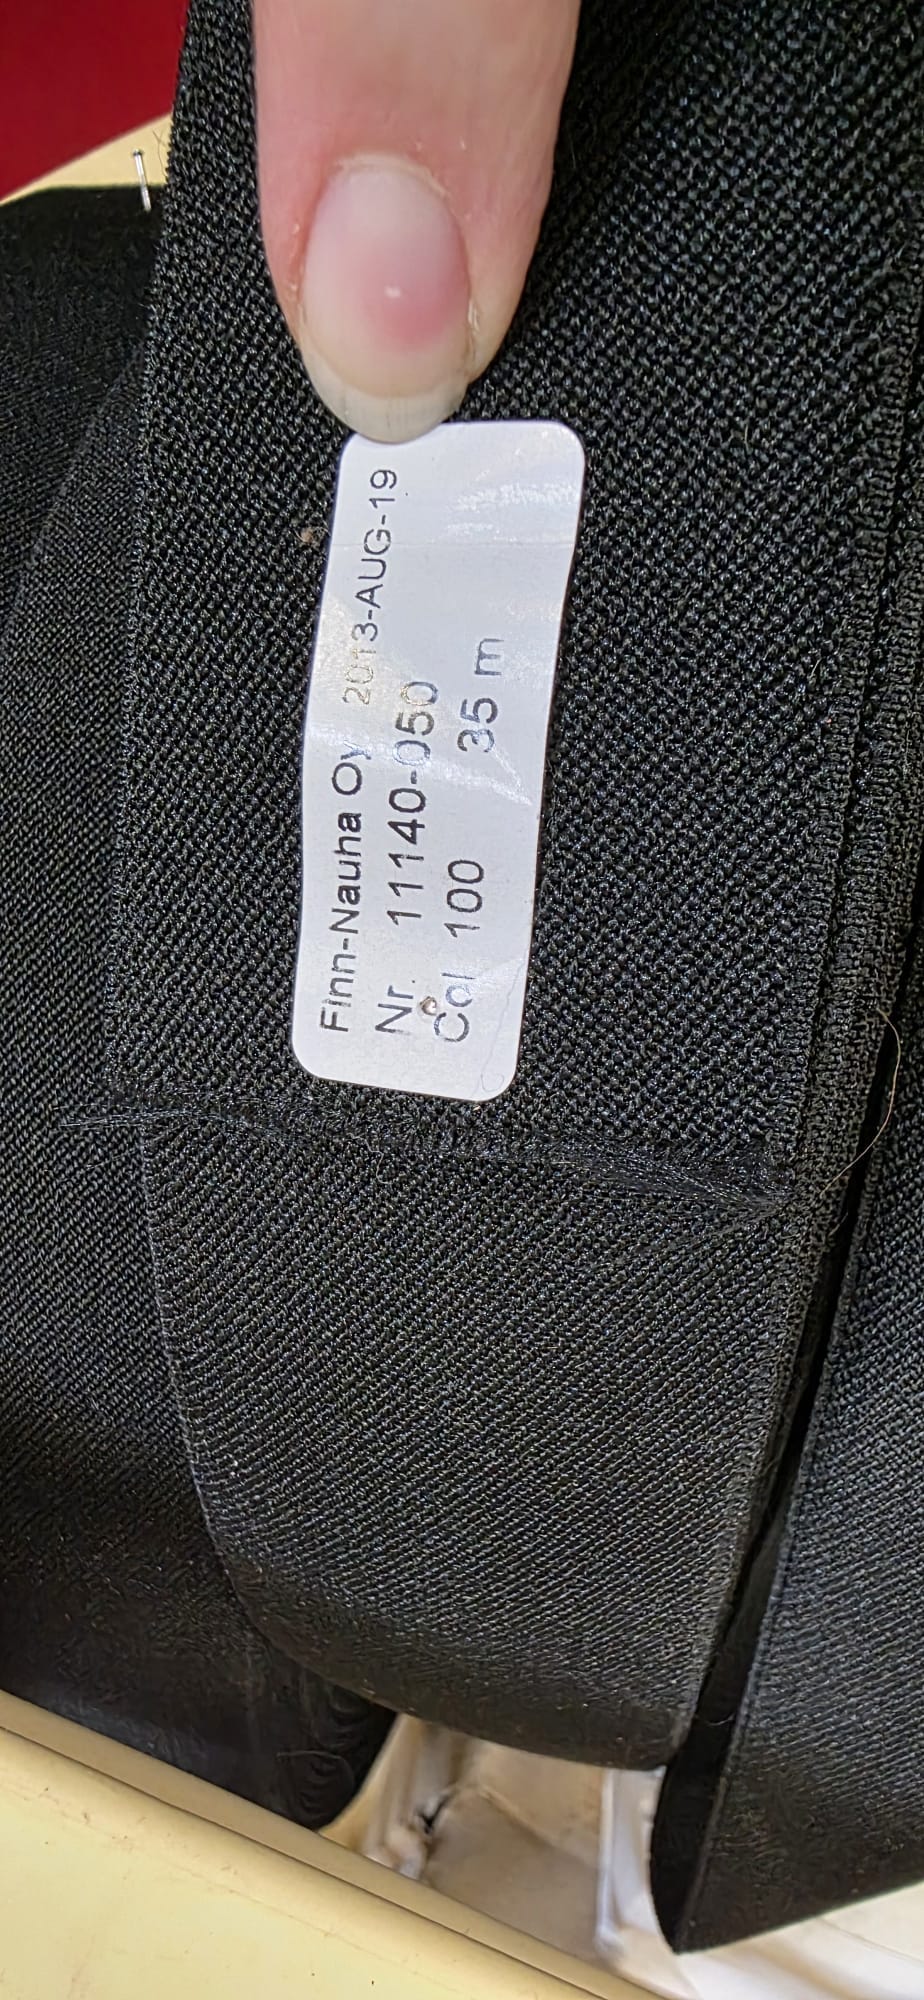 Finn-Nauha Oy 2013-AUG-19
Nr. 11140-050
Col 100 35 m